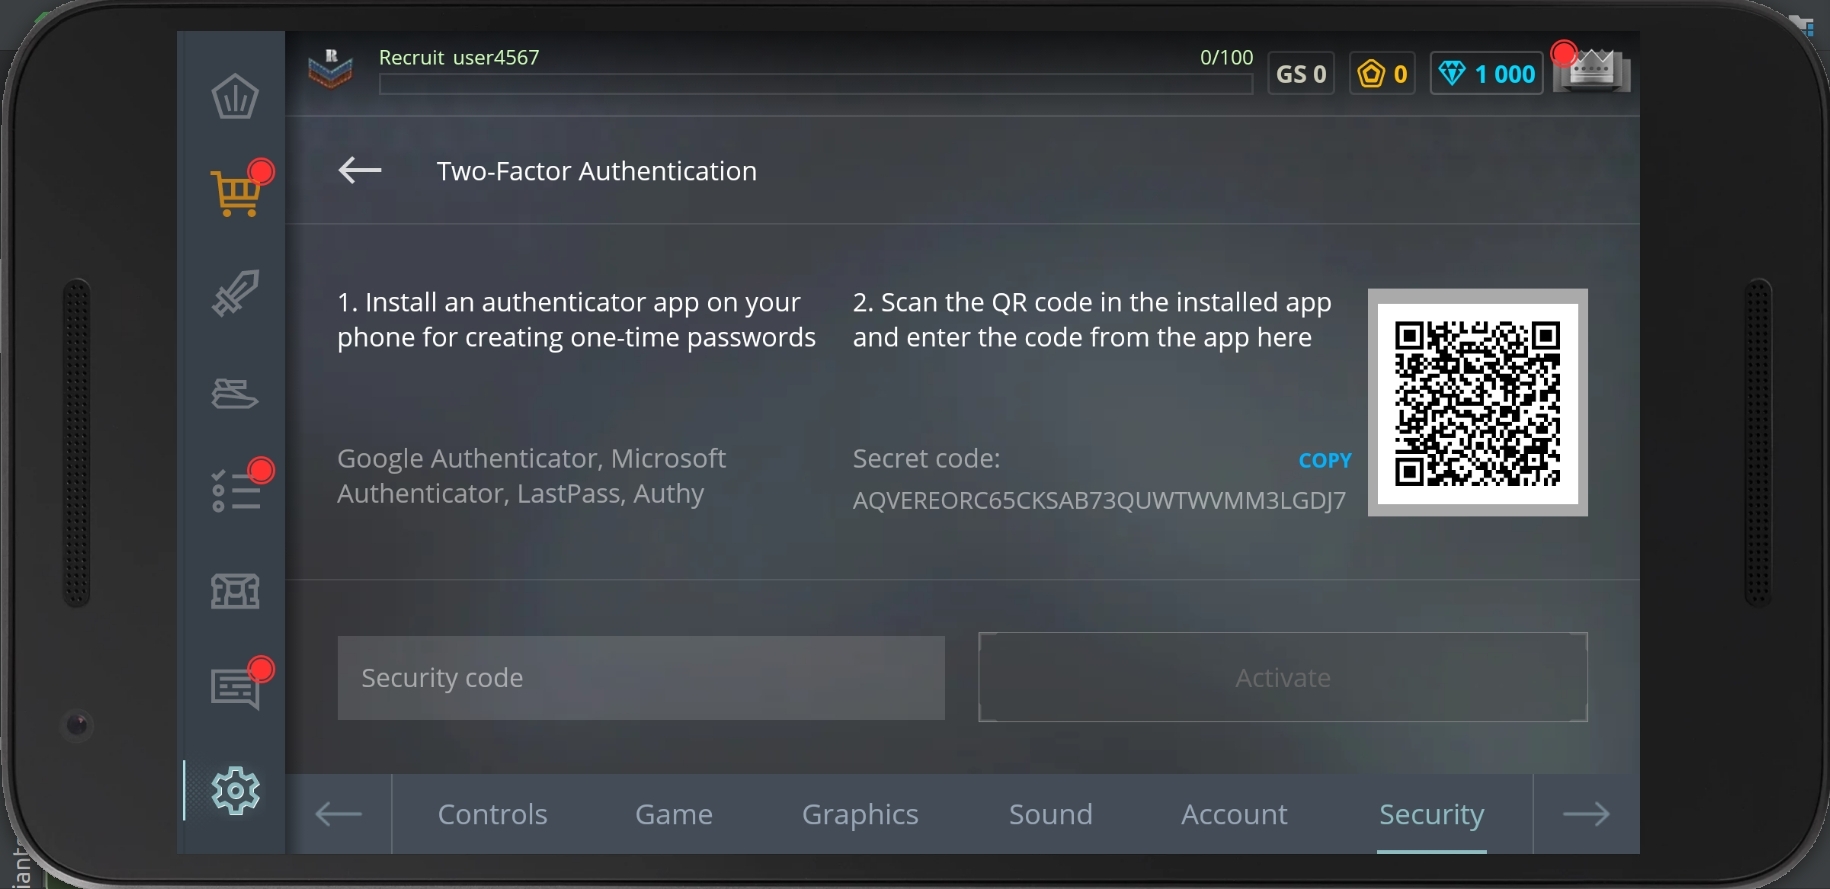 R
Recruit user4567
0/100
GS 0
0
1 000
Two-Factor Authentication
1. Install an authenticator app on your
phone for creating one-time passwords
2. Scan the QR code in the installed app
and enter the code from the app here
Google Authenticator, Microsoft
Authenticator, LastPass, Authy
Secret code:
COPY
AQVEREORC65CKSAB73QUWTWVMM3LGDJ7
Security code
Activate
Controls
Game
Graphics
Sound
Account
Security